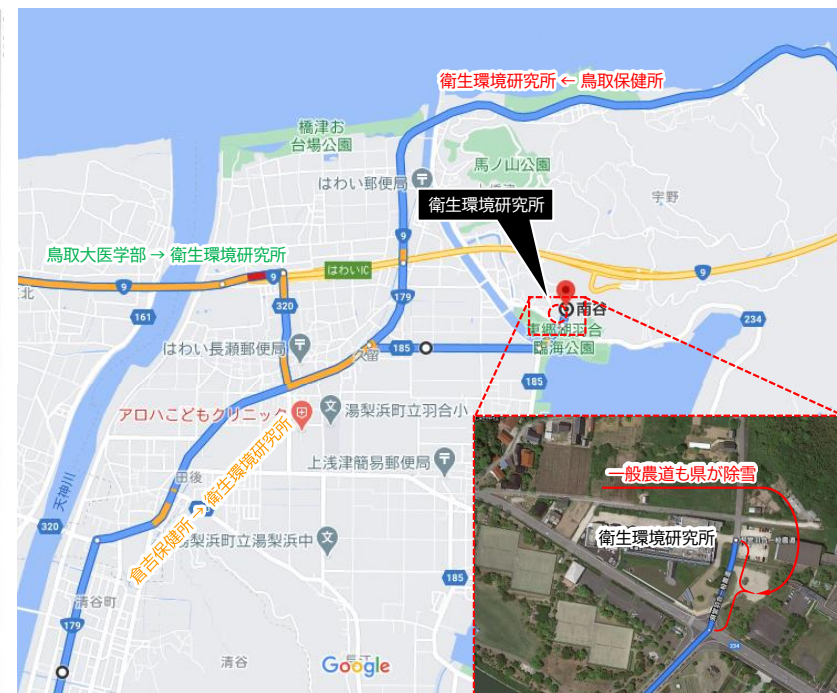 衛生環境研究所 ← 鳥取保健所
橋津お
台場公園
馬ノ山公園
はわい郵便局
宇野
衛生環境研究所
鳥取大医学部 → 衛生環境研究所
9
はわいIC
9
9
9
北
161
320
179
南谷
234
東郷湖羽合
臨海公園
はわい長瀬郵便局
久留
185
185
アロハこどもクリニック
湯梨浜町立羽合小
上浅津簡易郵便局
倉吉保健所 → 衛生環境研究所
田後
天神川
320
湯梨浜町立湯梨浜中
185
清谷町
179
清谷
Google
一般農道も県が除雪
衛生環境研究所
234